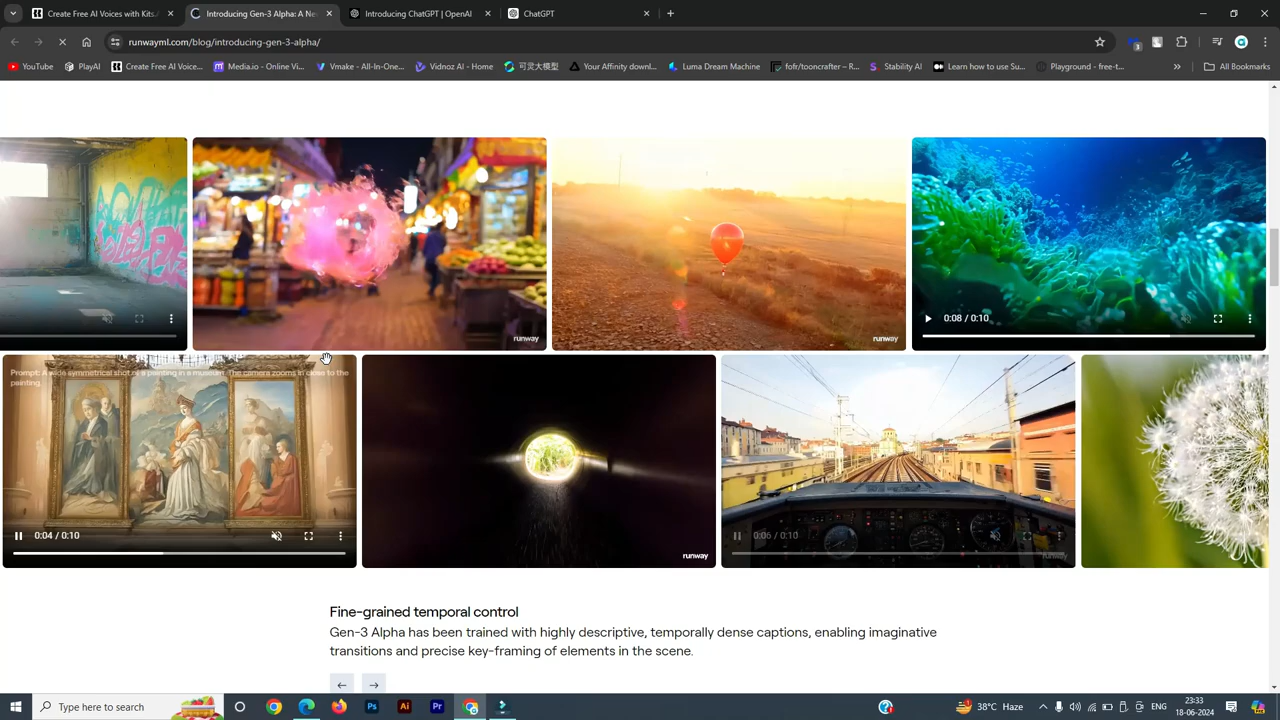 Create Free AI Voices with Kits.
Introducing Gen-3 Alpha: A Ne
Introducing ChatGPT | OpenAI
ChatGPT
runwayml.com/blog/introducing-gen-3-alpha/
3
YouTube
PlayAI
Create Free AI Voice...
Media.io - Online Vi...
Vmake - All-In-One...
Vidnoz AI - Home
可灵大模型
Your Affinity downl...
Luma Dream Machine
fofr/tooncrafter – R...
Stability AI
Learn how to use Su...
Playground - free-t...
All Bookmarks
runway
runway
0:08 / 0:10
Prompt: A wide symmetrical shot of a painting in a museum. The camera zooms in close to the
painting.
0:04 / 0:10
runway
0:06 / 0:10
runway
Fine-grained temporal control
Gen-3 Alpha has been trained with highly descriptive, temporally dense captions, enabling imaginative
transitions and precise key-framing of elements in the scene.
Type here to search
Ps
Ai
Pr
38°C Haze
ENG
23:33
18-06-2024